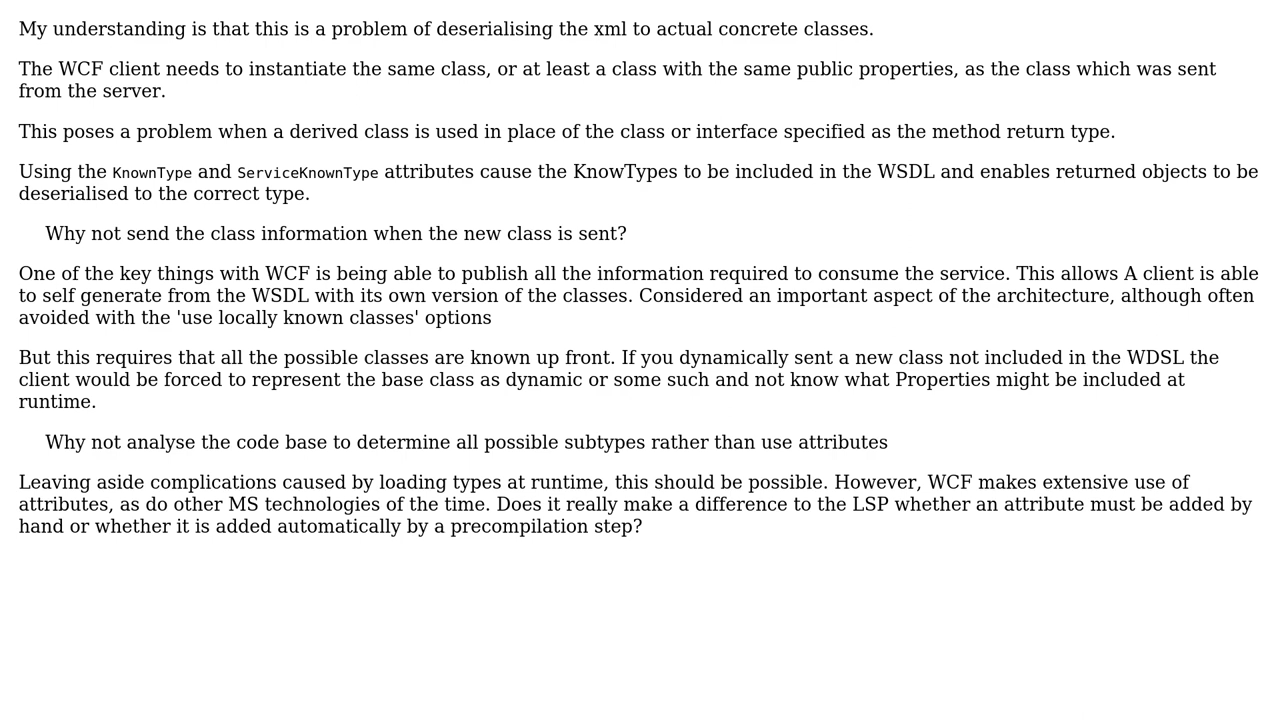 My understanding is that this is a problem of deserialising the xml to actual concrete classes.
The WCF client needs to instantiate the same class, or at least a class with the same public properties, as the class which was sent
from the server.
This poses a problem when a derived class is used in place of the class or interface specified as the method return type.
Using the KnownType and ServiceKnownType attributes cause the KnowTypes to be included in the WSDL and enables returned objects to be
deserialised to the correct type.
Why not send the class information when the new class is sent?
One of the key things with WCF is being able to publish all the information required to consume the service. This allows A client is able
to self generate from the WSDL with its own version of the classes. Considered an important aspect of the architecture, although often
avoided with the 'use locally known classes' options
But this requires that all the possible classes are known up front. If you dynamically sent a new class not included in the WDSL the
client would be forced to represent the base class as dynamic or some such and not know what Properties might be included at
runtime.
Why not analyse the code base to determine all possible subtypes rather than use attributes
Leaving aside complications caused by loading types at runtime, this should be possible. However, WCF makes extensive use of
attributes, as do other MS technologies of the time. Does it really make a difference to the LSP whether an attribute must be added by
hand or whether it is added automatically by a precompilation step?